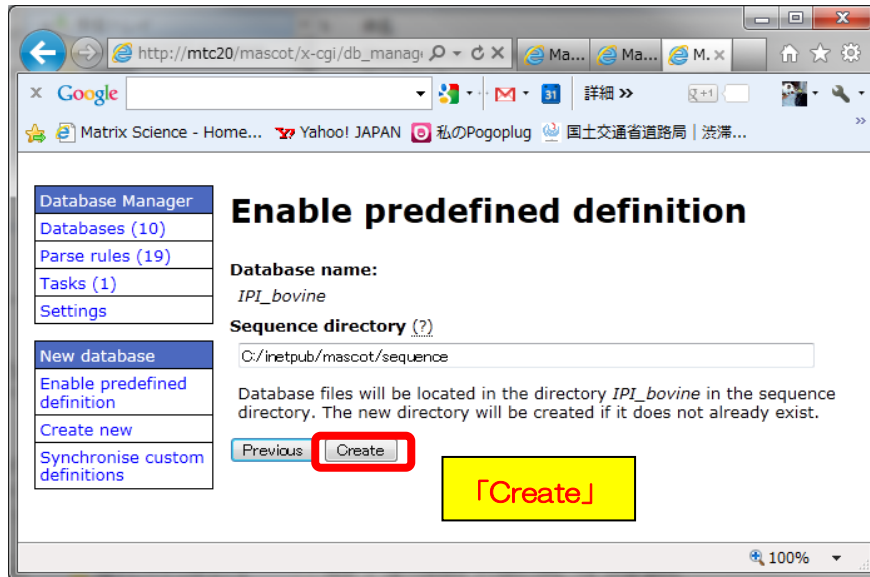 http://mtc20/mascot/x-cgi/db_manag
Ma...
Ma...
M.
Google
31
詳細 >>
+1
Matrix Science - Home...
Yahoo! JAPAN
私のPogoplug
国土交通省道路局│渋滞...
Database Manager
Databases (10)
Parse rules (19)
Tasks (1)
Settings
New database
Enable predefined
definition
Create new
Synchronise custom
definitions
Enable predefined definition
Database name:
IPI_bovine
Sequence directory (?)
C:/inetpub/mascot/sequence
Database files will be located in the directory IPI_bovine in the sequence
directory. The new directory will be created if it does not already exist.
Previous
Create
「Create」
100%